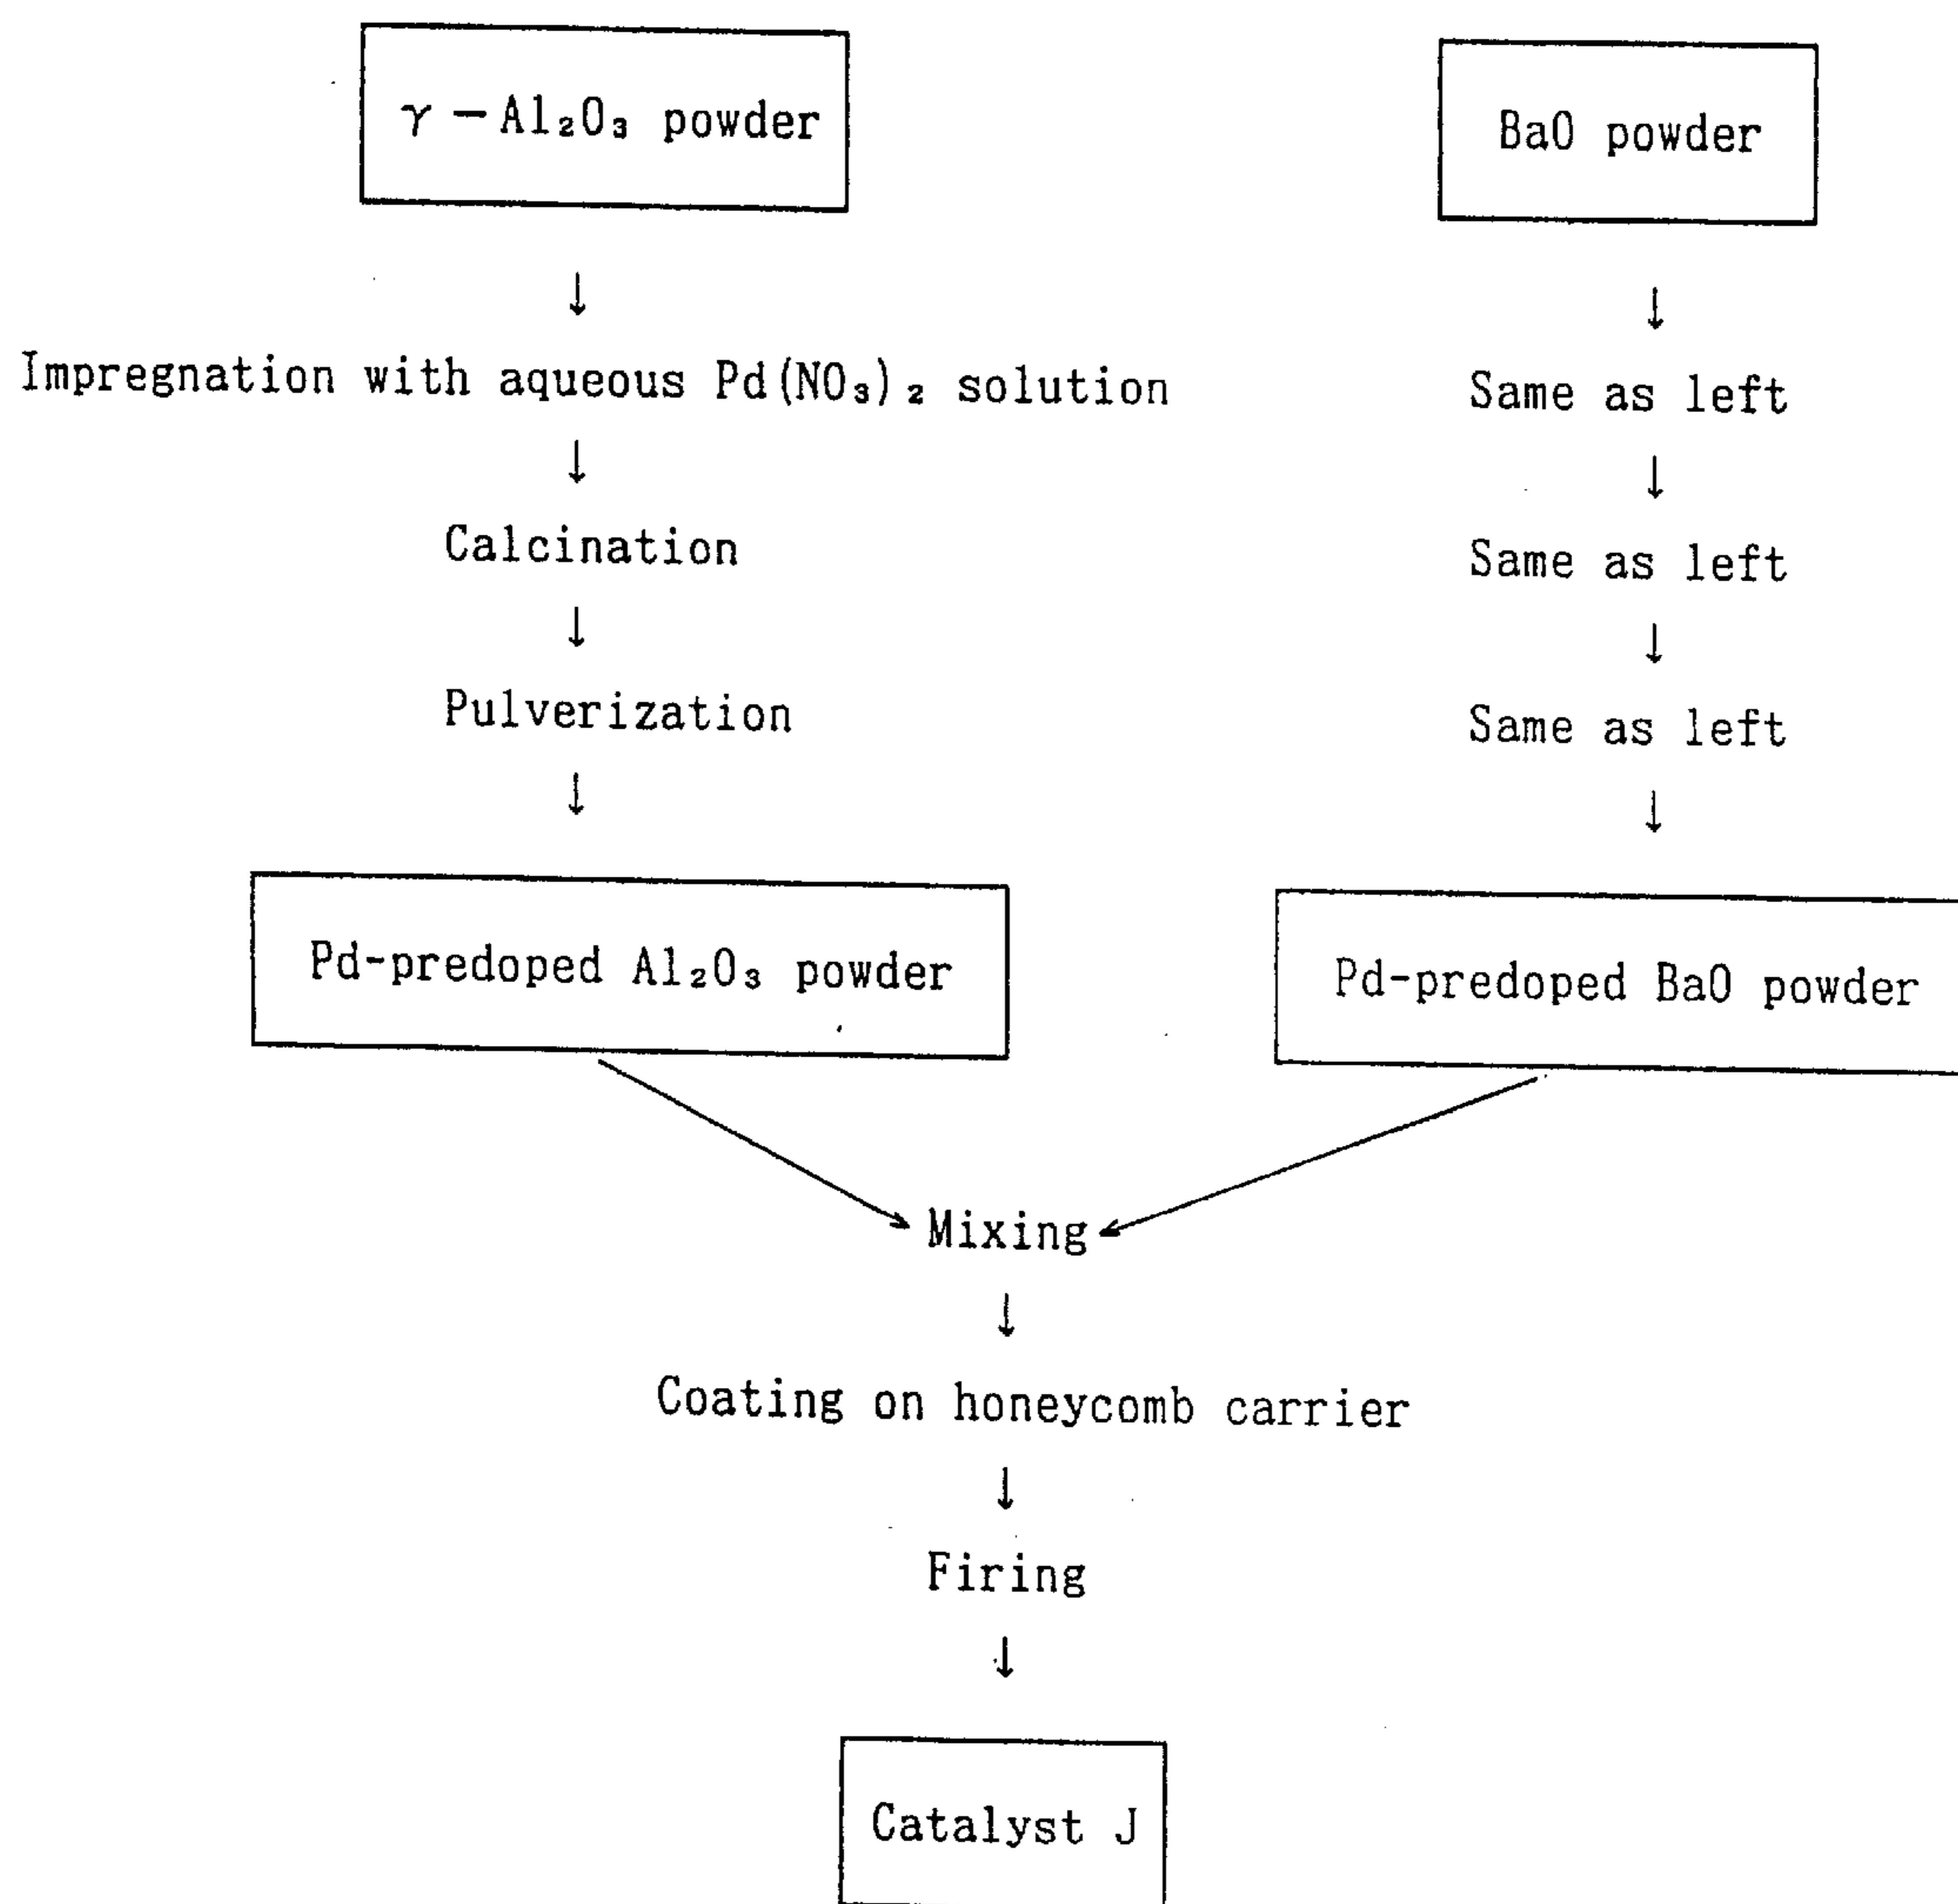 γ-Al₂O₃ powder
BaO powder
Impregnation with aqueous Pd(NO₃)₂ solution
Same as left
Calcination
Same as left
Pulverization
Same as left
Pd-predoped Al₂O₃ powder
Pd-predoped BaO powder
Mixing
Coating on honeycomb carrier
Firing
Catalyst J